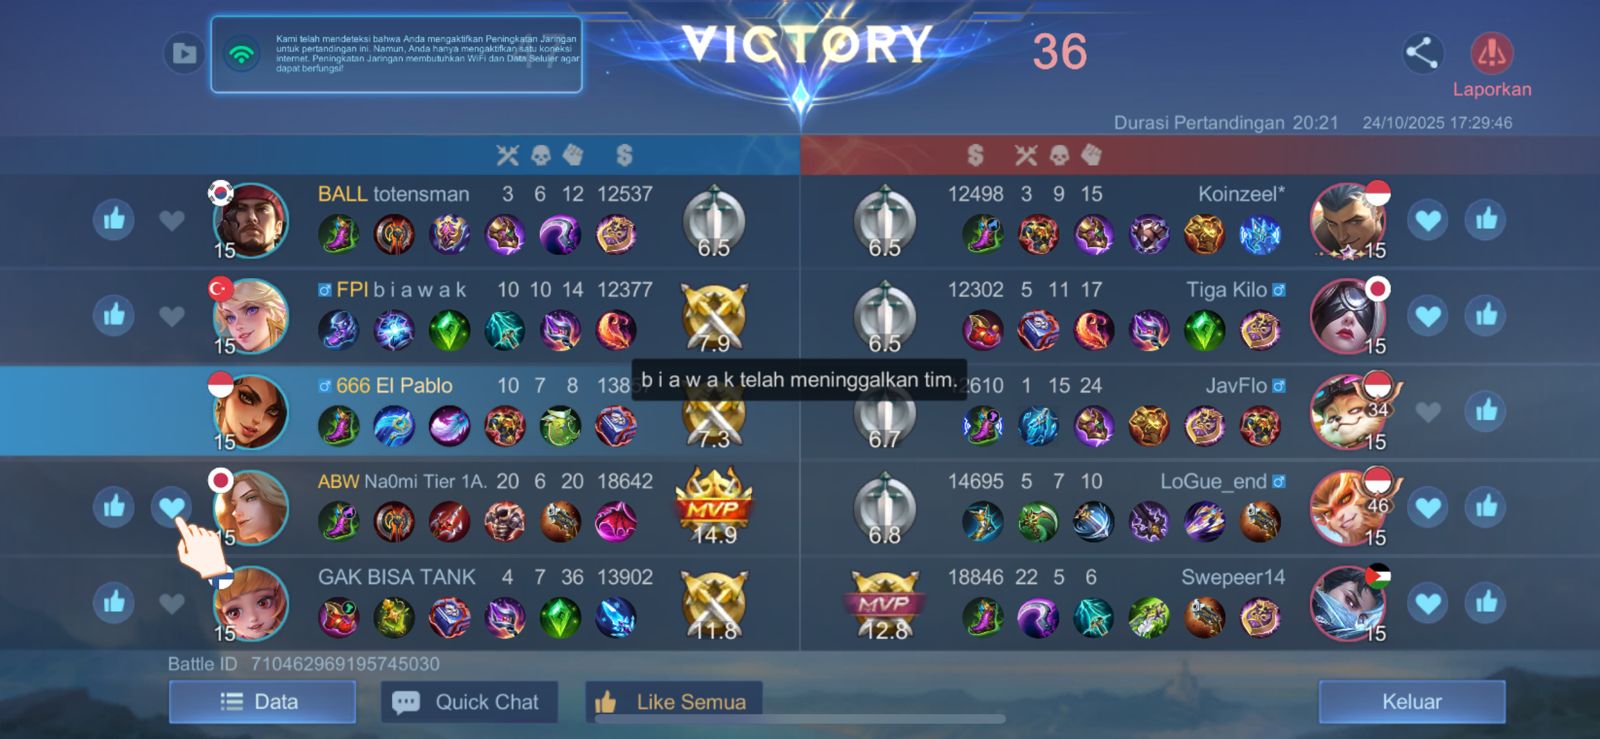 Kami telah mendeteksi bahwa Anda mengaktifkan Peningkatan Jaringan
untuk pertandingan ini. Namun, Anda hanya mengaktifkan satu koneksi
internet. Peningkatan Jaringan membutuhkan WiFi dan Data Seluler agar
dapat berfungsi!
VICTORY
36
Laporkan
Durasi Pertandingan 20:21 24/10/2025 17:29:46
BALL totensman 3 6 12 12537
15
6.5
12498 3 9 15 Koinzeel*
6.5
15
FPI b i a w a k 10 10 14 12377
15
7.9
12302 5 11 17 Tiga Kilo
6.5
15
b i a w a k telah meninggalkan tim.
666 El Pablo 10 7 8
15
7.3
2610 1 15 24 JavFlo
6.7
34
15
ABW Na0mi Tier 1A. 20 6 20 18642
15
MVP
14.9
14695 5 7 10 LoGue_end
6.8
46
15
GAK BISA TANK 4 7 36 13902
15
11.8
18846 22 5 6 Swepeer14
MVP
12.8
15
Battle ID 710462969195745030
Data
Quick Chat
Like Semua
Keluar